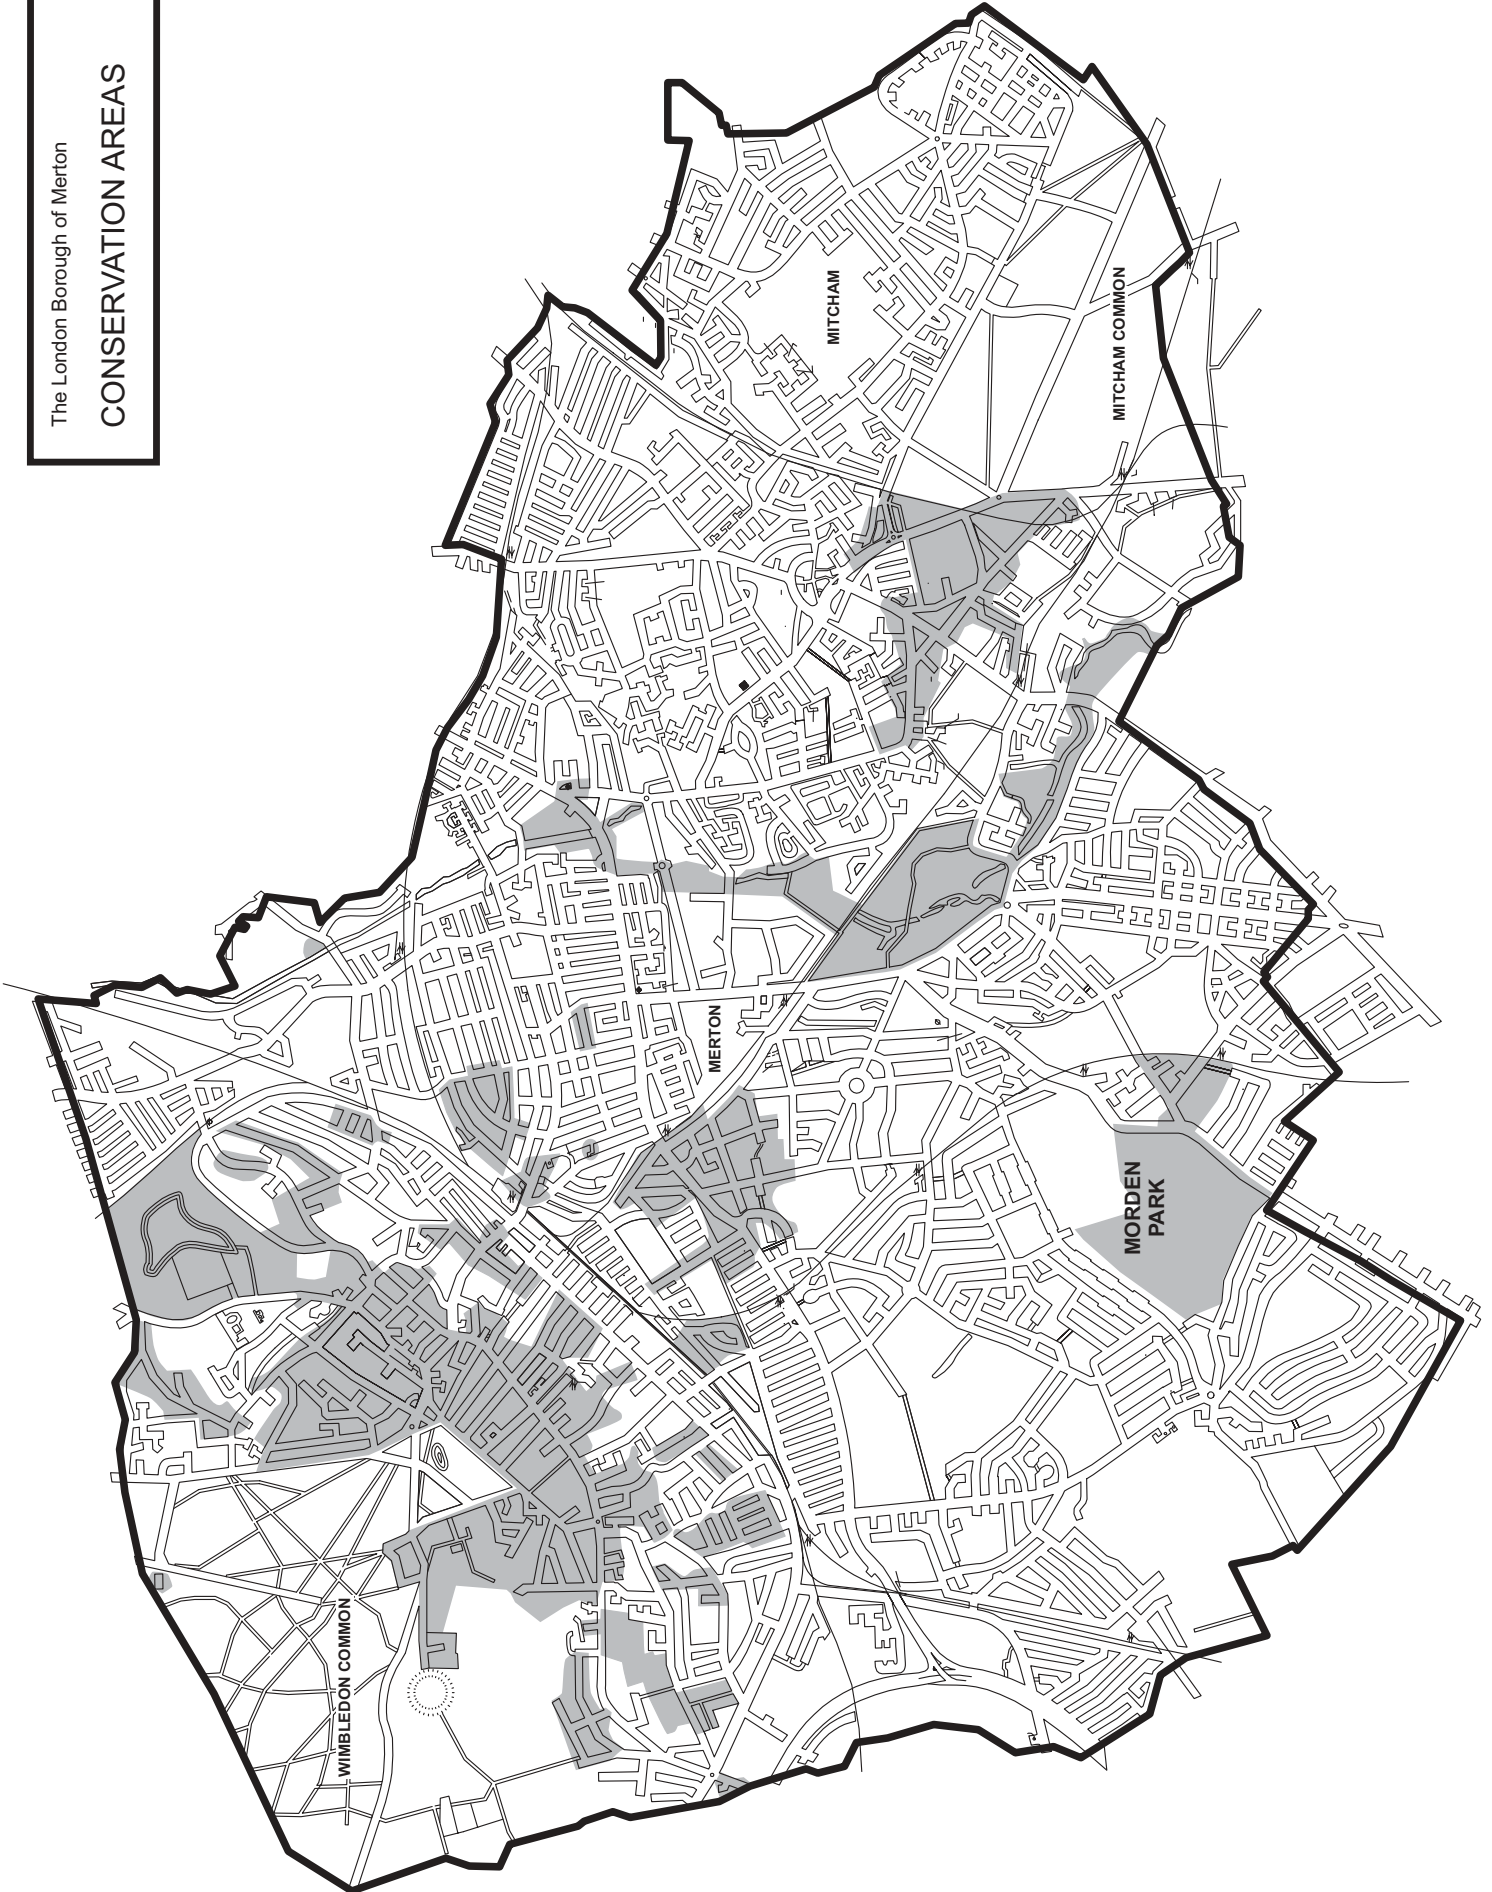 The London Borough of Merton
CONSERVATION AREAS
WIMBLEDON COMMON
MERTON
MITCHAM
MITCHAM COMMON
MORDEN
PARK